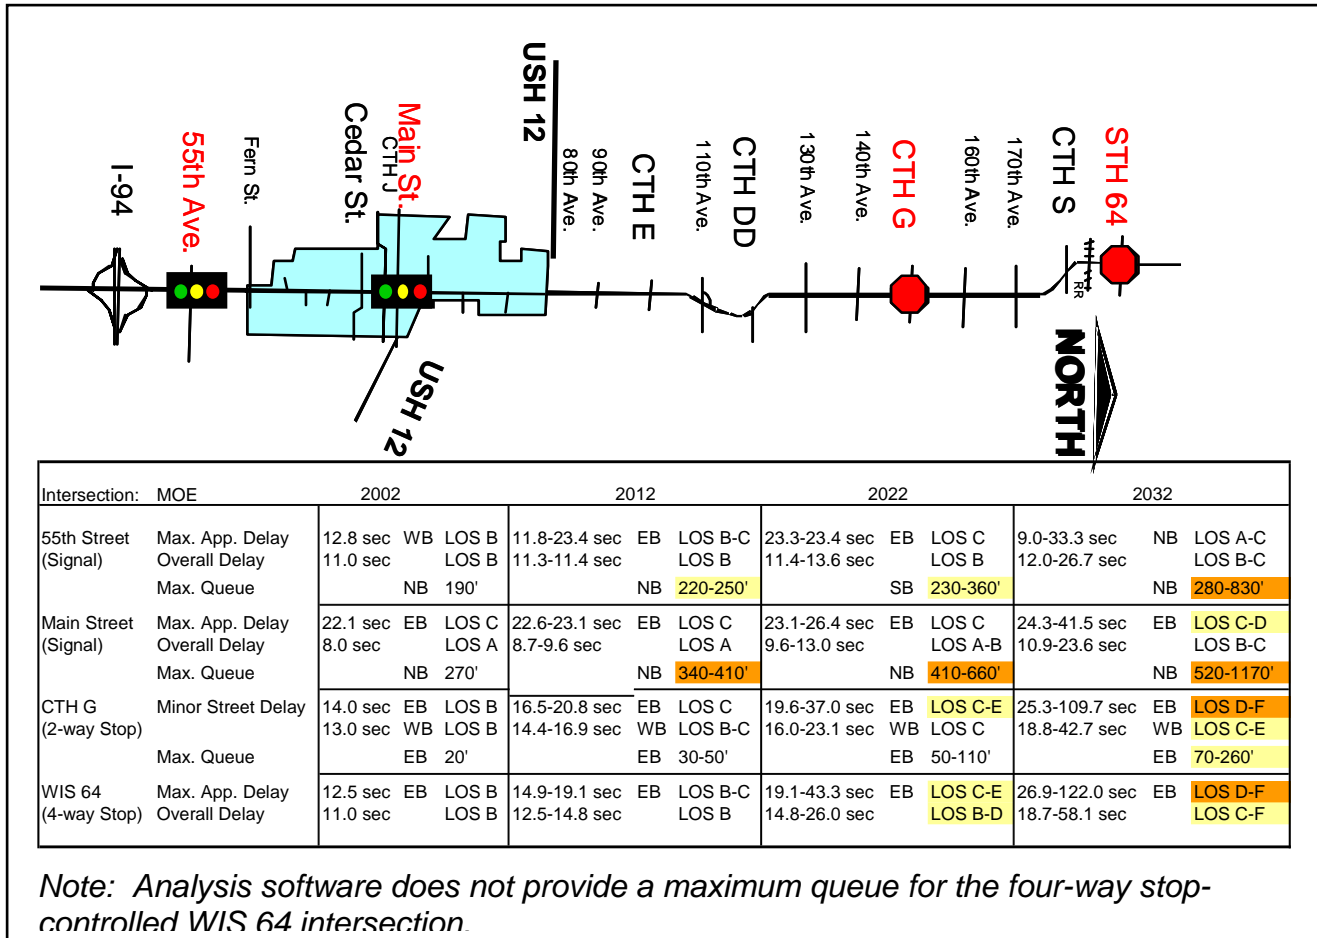 USH 12
I-94
55th Ave.
Fern St.
Cedar St.
CTH J
Main St.
80th Ave.
90th Ave.
CTH E
110th Ave.
CTH DD
130th Ave.
140th Ave.
CTH G
160th Ave.
170th Ave.
CTH S
STH 64
RR
USH 12
NORTH
Intersection: MOE 2002 2012 2022 2032
55th Street Max. App. Delay 12.8 sec WB LOS B 11.8-23.4 sec EB LOS B-C 23.3-23.4 sec EB LOS C 9.0-33.3 sec NB LOS A-C
(Signal) Overall Delay 11.0 sec LOS B 11.3-11.4 sec LOS B 11.4-13.6 sec LOS B 12.0-26.7 sec LOS B-C
Max. Queue NB 190' NB 220-250' SB 230-360' NB 280-830'
Main Street Max. App. Delay 22.1 sec EB LOS C 22.6-23.1 sec EB LOS C 23.1-26.4 sec EB LOS C 24.3-41.5 sec EB LOS C-D
(Signal) Overall Delay 8.0 sec LOS A 8.7-9.6 sec LOS A 9.6-13.0 sec LOS A-B 10.9-23.6 sec LOS B-C
Max. Queue NB 270' NB 340-410' NB 410-660' NB 520-1170'
CTH G Minor Street Delay 14.0 sec EB LOS B 16.5-20.8 sec EB LOS C 19.6-37.0 sec EB LOS C-E 25.3-109.7 sec EB LOS D-F
(2-way Stop) 13.0 sec WB LOS B 14.4-16.9 sec WB LOS B-C 16.0-23.1 sec WB LOS C 18.8-42.7 sec WB LOS C-E
Max. Queue EB 20' EB 30-50' EB 50-110' EB 70-260'
WIS 64 Max. App. Delay 12.5 sec EB LOS B 14.9-19.1 sec EB LOS B-C 19.1-43.3 sec EB LOS C-E 26.9-122.0 sec EB LOS D-F
(4-way Stop) Overall Delay 11.0 sec LOS B 12.5-14.8 sec LOS B 14.8-26.0 sec LOS B-D 18.7-58.1 sec LOS C-F
Note: Analysis software does not provide a maximum queue for the four-way stop-
controlled WIS 64 intersection.